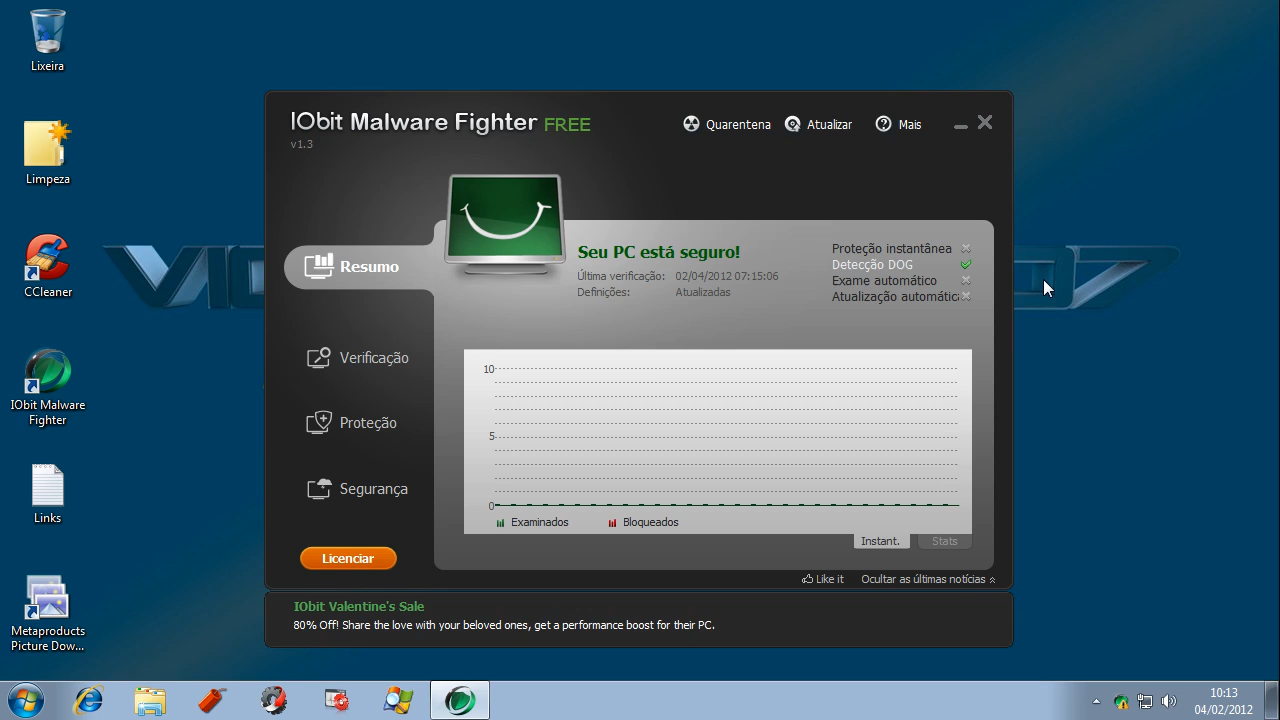 Lixeira
Limpeza
CCleaner
IObit Malware
Fighter
Links
Metaproducts
Picture Dow...
IObit Malware Fighter FREE
v1.3
Quarentena
Atualizar
Mais
Resumo
Verificação
Proteção
Segurança
Licenciar
Seu PC está seguro!
Última verificação: 02/04/2012 07:15:06
Definições: Atualizadas
Proteção instantânea
Detecção DOG
Exame automático
Atualização automátic
10
5
0
Examinados
Bloqueados
Instant.
Stats
Like it
Ocultar as últimas notícias
IObit Valentine's Sale
80% Off! Share the love with your beloved ones, get a performance boost for their PC.
10:13
04/02/2012